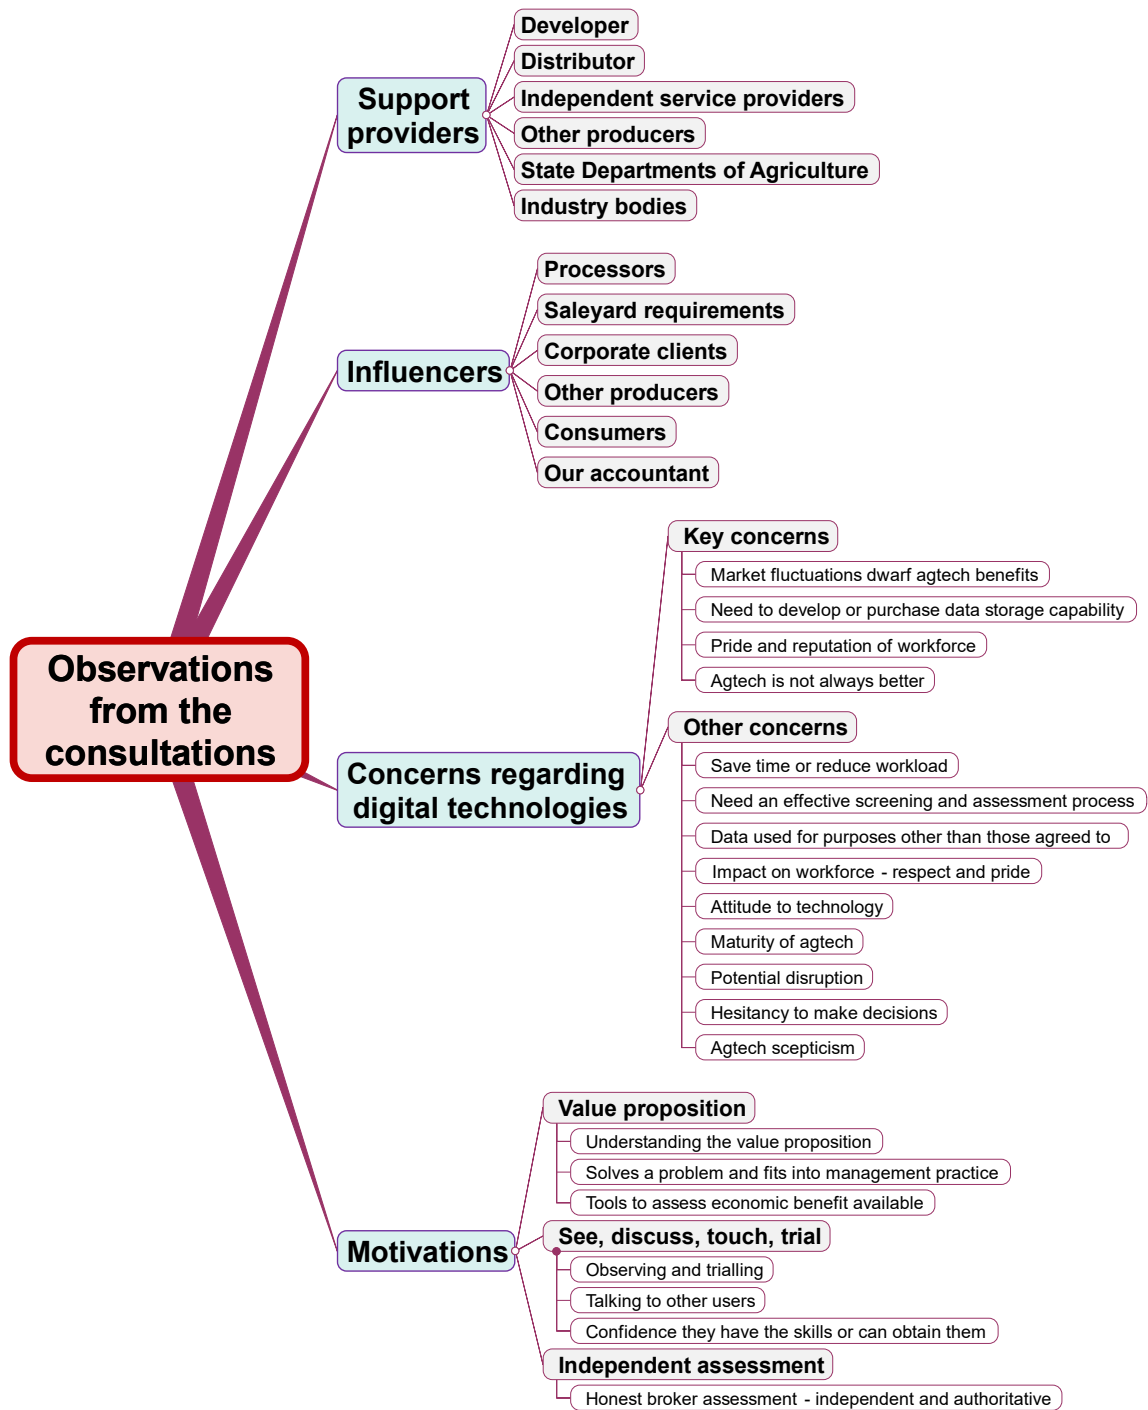 Developer
Distributor
Support
providers
Independent service providers
Other producers
State Departments of Agriculture
Industry bodies
Processors
Saleyard requirements
Corporate clients
Influencers
Other producers
Consumers
Our accountant
Key concerns
Market fluctuations dwarf agtech benefits
Need to develop or purchase data storage capability
Pride and reputation of workforce
Agtech is not always better
Observations
from the
consultations
Other concerns
Concerns regarding
digital technologies
Save time or reduce workload
Need an effective screening and assessment process
Data used for purposes other than those agreed to
Impact on workforce - respect and pride
Attitude to technology
Maturity of agtech
Potential disruption
Hesitancy to make decisions
Agtech scepticism
Value proposition
Understanding the value proposition
Solves a problem and fits into management practice
Tools to assess economic benefit available
Motivations
See, discuss, touch, trial
Observing and trialling
Talking to other users
Confidence they have the skills or can obtain them
Independent assessment
Honest broker assessment - independent and authoritative